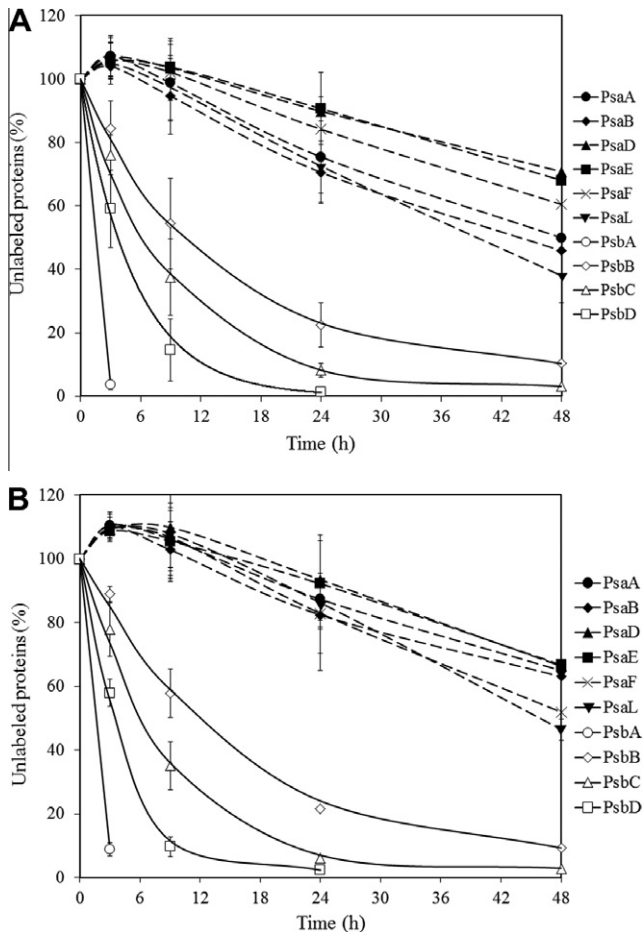 A
120
100
80
60
40
20
0
Unlabeled proteins (%)
0 6 12 18 24 30 36 42 48
Time (h)
PsaA
PsaB
PsaD
PsaE
PsaF
PsaL
PsbA
PsbB
PsbC
PsbD
B
120
100
80
60
40
20
0
Unlabeled proteins (%)
0 6 12 18 24 30 36 42 48
Time (h)
PsaA
PsaB
PsaD
PsaE
PsaF
PsaL
PsbA
PsbB
PsbC
PsbD